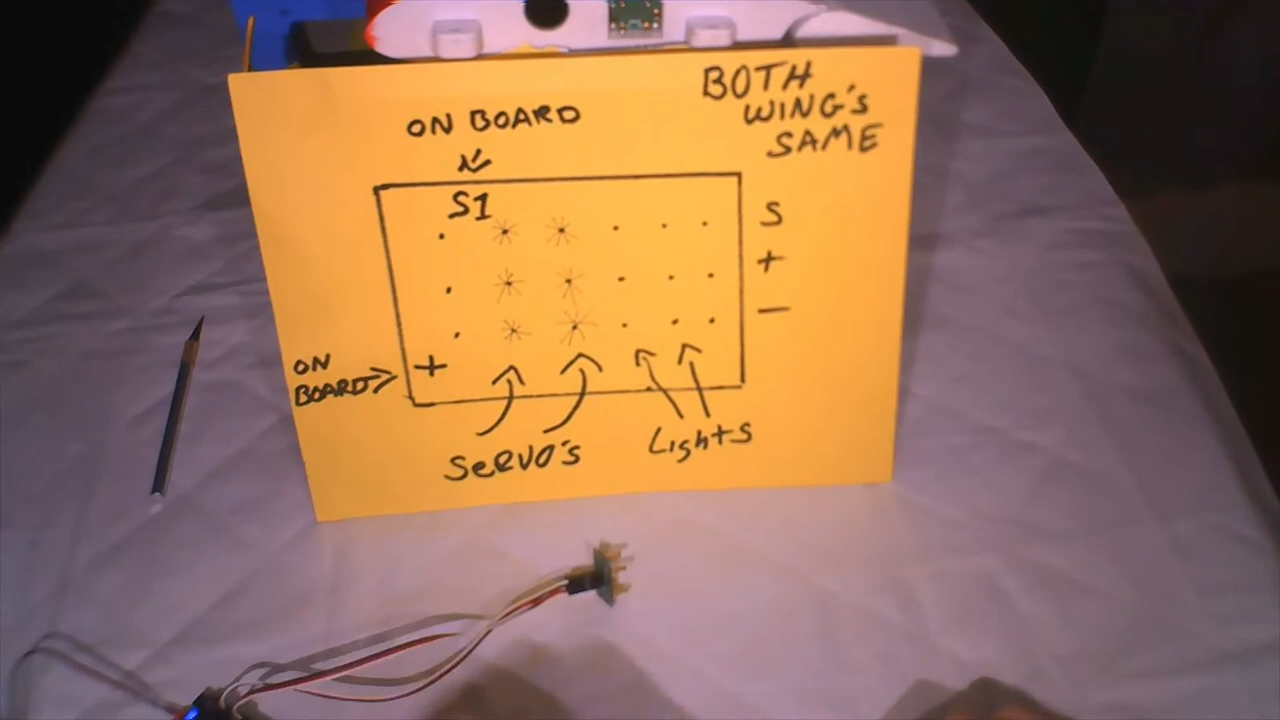 BOTH
WING's
SAME
ON BOARD
S1
S
+
—
ON
BOARD
+
SERVO's
Lights